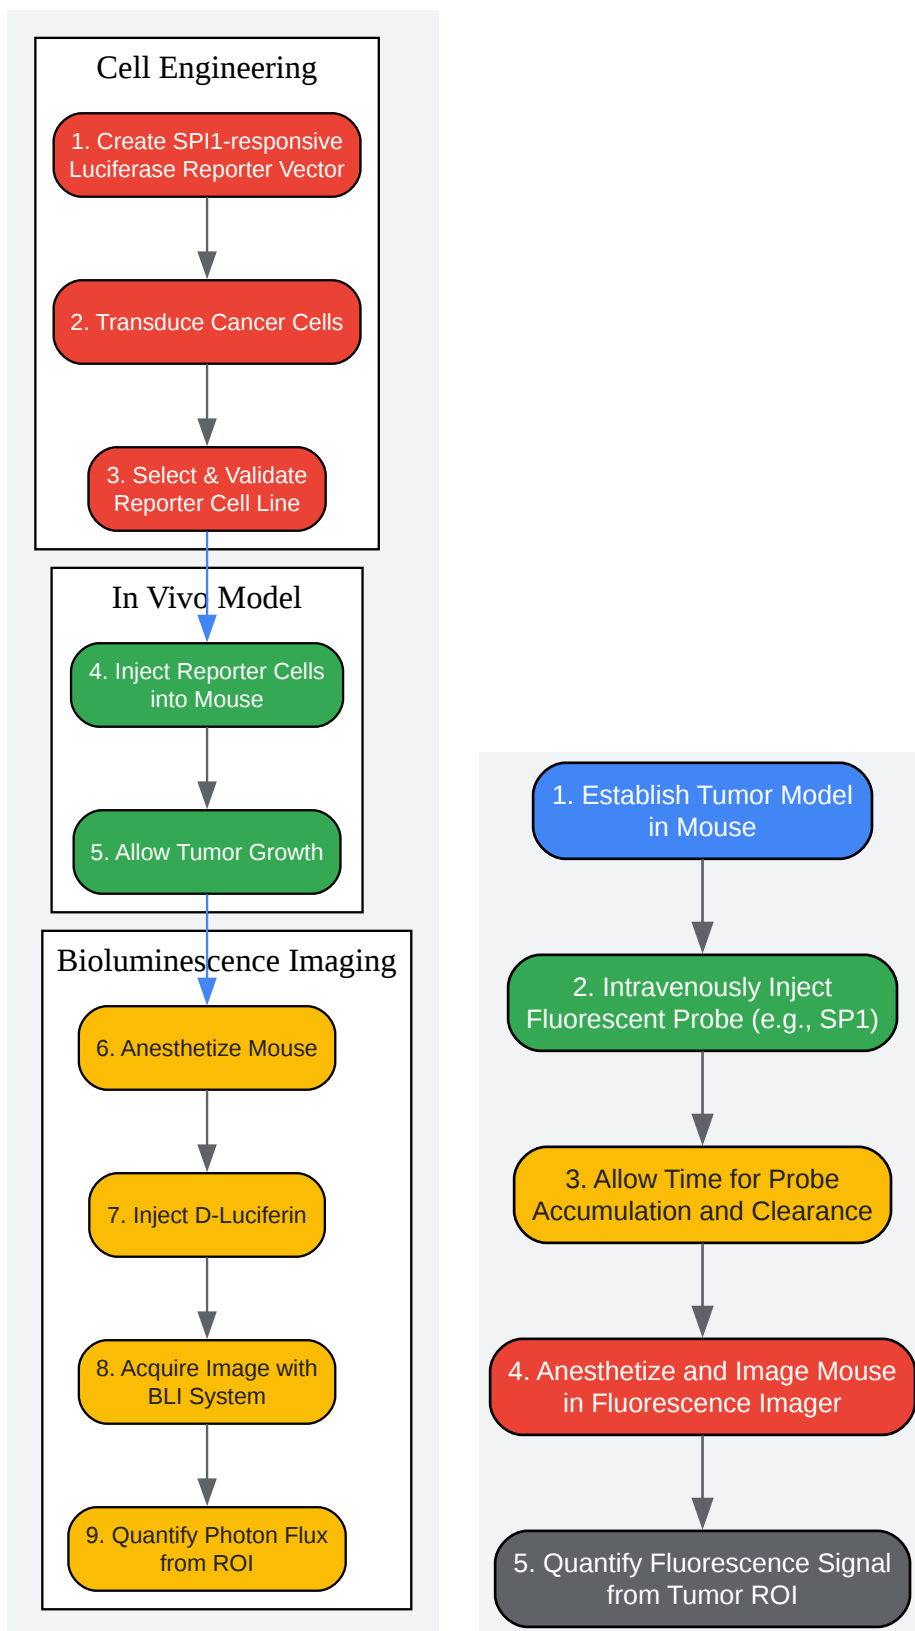 Cell Engineering
1. Create SPI1-responsive
Luciferase Reporter Vector
2. Transduce Cancer Cells
3. Select & Validate
Reporter Cell Line
In Vivo Model
4. Inject Reporter Cells
into Mouse
5. Allow Tumor Growth
Bioluminescence Imaging
6. Anesthetize Mouse
7. Inject D-Luciferin
8. Acquire Image with
BLI System
9. Quantify Photon Flux
from ROI
1. Establish Tumor Model
in Mouse
2. Intravenously Inject
Fluorescent Probe (e.g., SP1)
3. Allow Time for Probe
Accumulation and Clearance
4. Anesthetize and Image Mouse
in Fluorescence Imager
5. Quantify Fluorescence Signal
from Tumor ROI